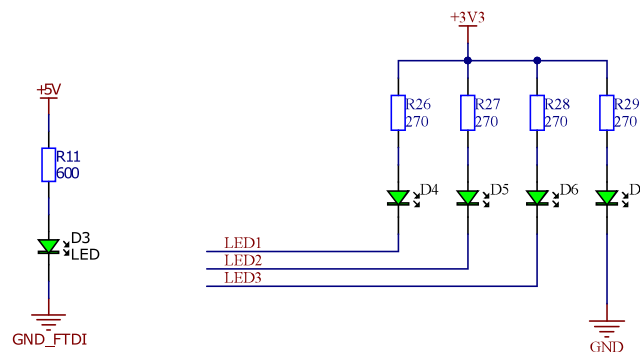 +3V3
+5V
R26
270
R27
270
R28
270
R29
270
R11
600
D4
D5
D6
D
D3
LED
LED1
LED2
LED3
GND_FTDI
GND